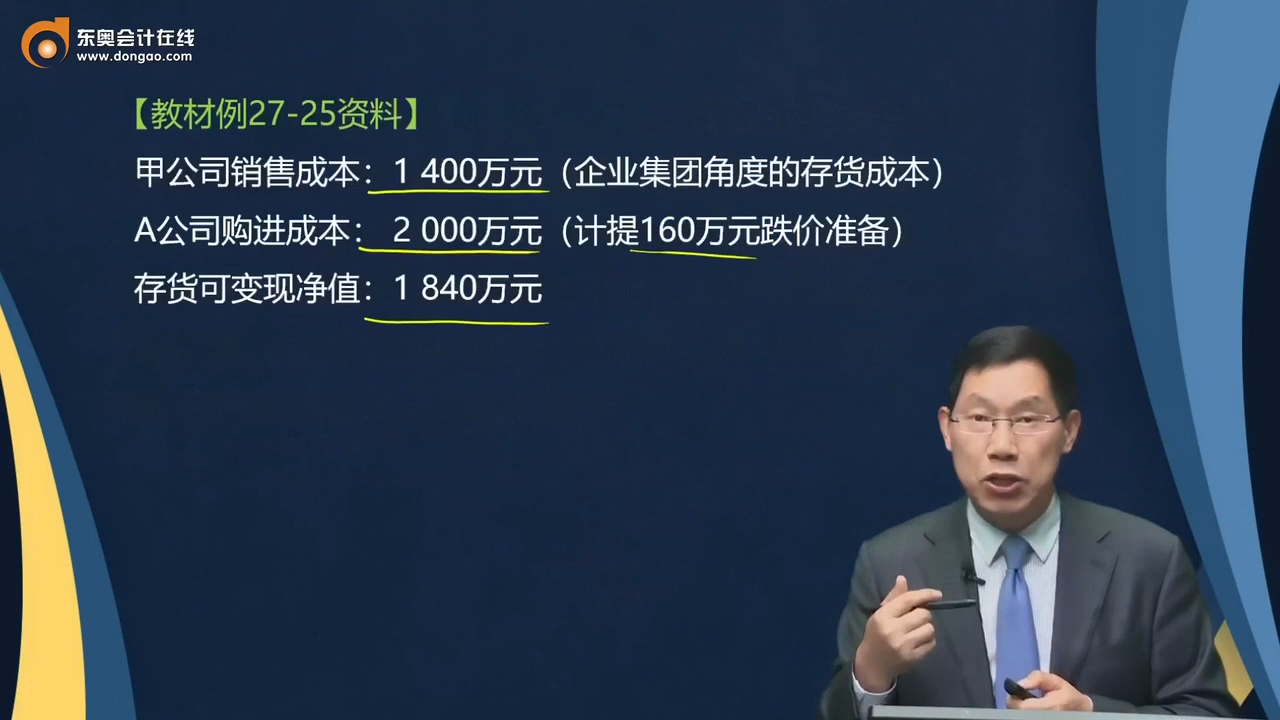 东奥会计在线
www.dongao.com
【教材例27-25资料】
甲公司销售成本：1 400万元（企业集团角度的存货成本）
A公司购进成本： 2 000万元（计提160万元跌价准备）
存货可变现净值：1 840万元